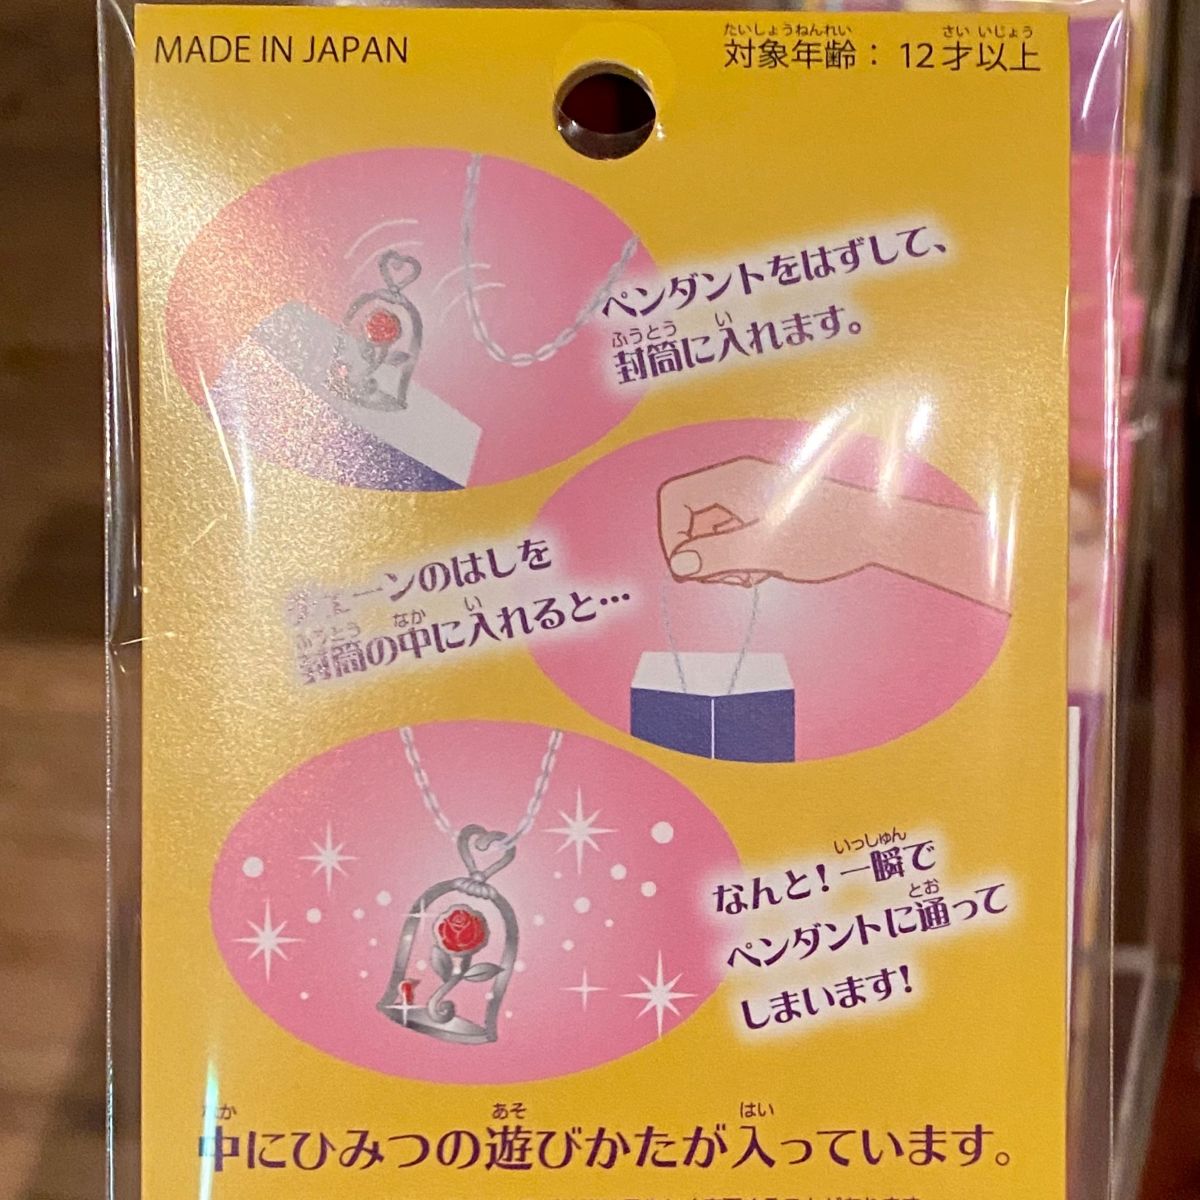 MADE IN JAPAN
たいしょうねんれい さい いじょう
対象年齢：12才以上
ペンダントをはずして、
ふうとう い
封筒に入れます。
チェーンのはしを
ふうとう なか い
封筒の中に入れると…
いっしゅん
なんと!一瞬で
とお
ペンダントに通って
しまいます!
なか あそ はい
中にひみつの遊びかたが入っています。